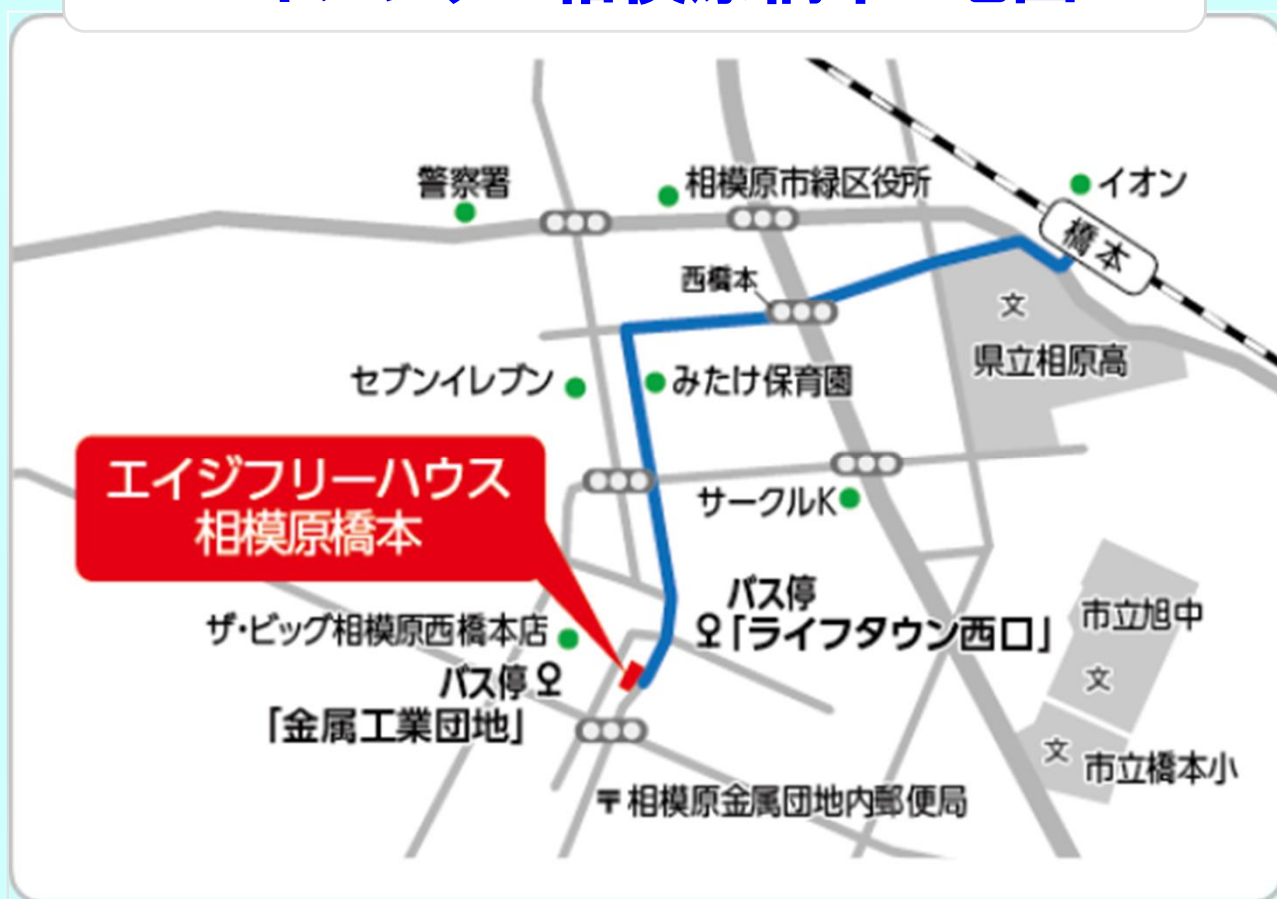 警察署
相模原市緑区役所
イオン
橋本
西橋本
文
県立相原高
セブンイレブン
みたけ保育園
エイジフリーハウス
相模原橋本
サークルK
バス停
「ライフタウン西口」
市立旭中
文
ザ・ビッグ相模原西橋本店
バス停
「金属工業団地」
文
市立橋本小
〒相模原金属団地内郵便局